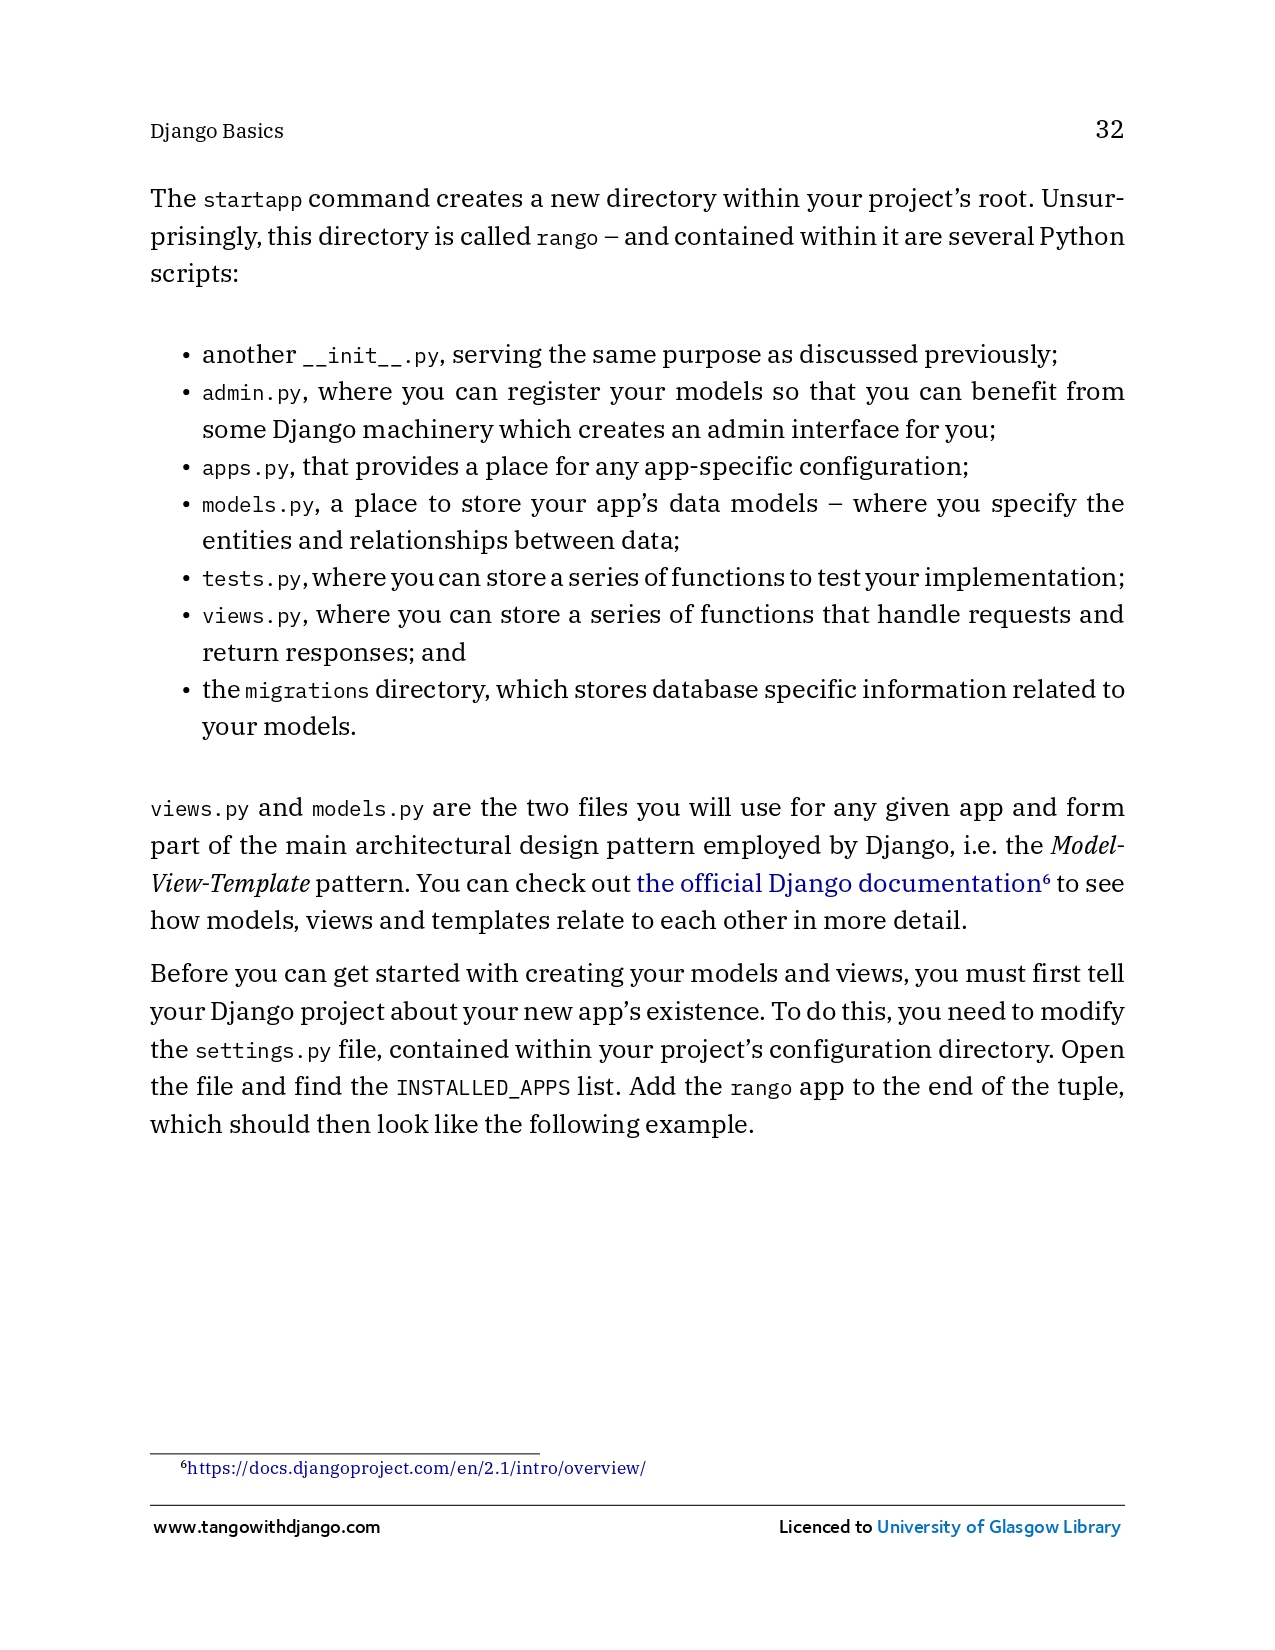 Django Basics 32
The startapp command creates a new directory within your project’s root. Unsur-
prisingly, this directory is called rango – and contained within it are several Python
scripts:
• another __init__.py, serving the same purpose as discussed previously;
• admin.py, where you can register your models so that you can benefit from
some Django machinery which creates an admin interface for you;
• apps.py, that provides a place for any app-specific configuration;
• models.py, a place to store your app’s data models – where you specify the
entities and relationships between data;
• tests.py, where you can store a series of functions to test your implementation;
• views.py, where you can store a series of functions that handle requests and
return responses; and
• the migrations directory, which stores database specific information related to
your models.
views.py and models.py are the two files you will use for any given app and form
part of the main architectural design pattern employed by Django, i.e. the Model-
View-Template pattern. You can check out the official Django documentation⁶ to see
how models, views and templates relate to each other in more detail.
Before you can get started with creating your models and views, you must first tell
your Django project about your new app’s existence. To do this, you need to modify
the settings.py file, contained within your project’s configuration directory. Open
the file and find the INSTALLED_APPS list. Add the rango app to the end of the tuple,
which should then look like the following example.
⁶https://docs.djangoproject.com/en/2.1/intro/overview/
www.tangowithdjango.com Licenced to University of Glasgow Library